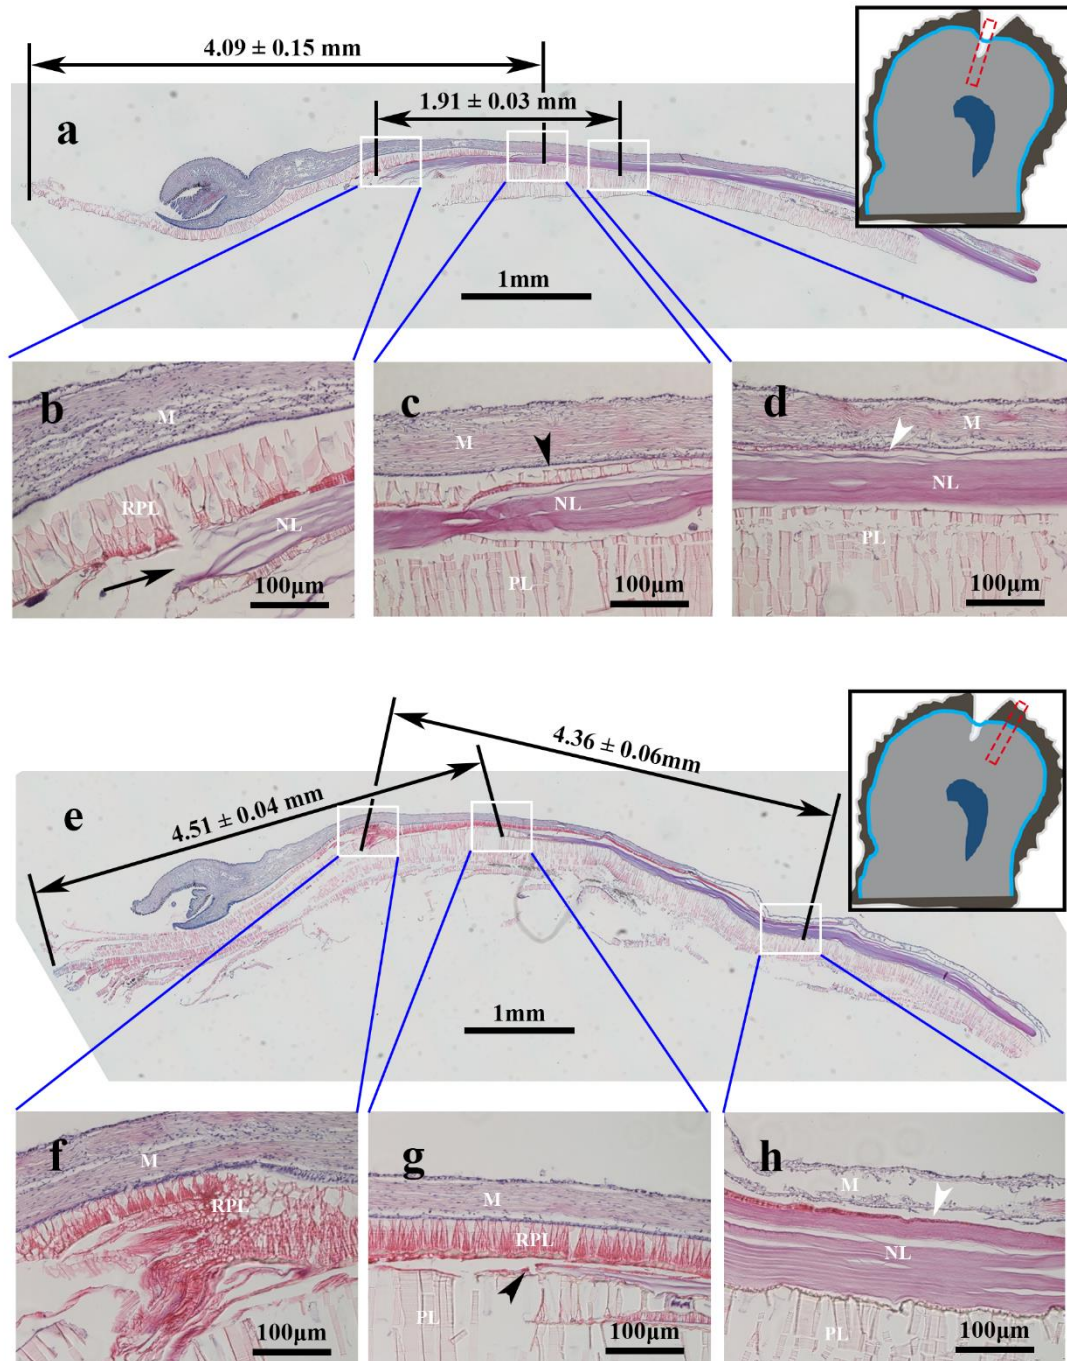 4.09 ± 0.15 mm
1.91 ± 0.03 mm
a
1mm
b
M
RPL
NL
100μm
c
M
NL
PL
100μm
d
M
NL
PL
100μm
4.36 ± 0.06mm
4.51 ± 0.04 mm
e
1mm
f
M
RPL
100μm
g
M
RPL
PL
100μm
h
M
NL
PL
100μm